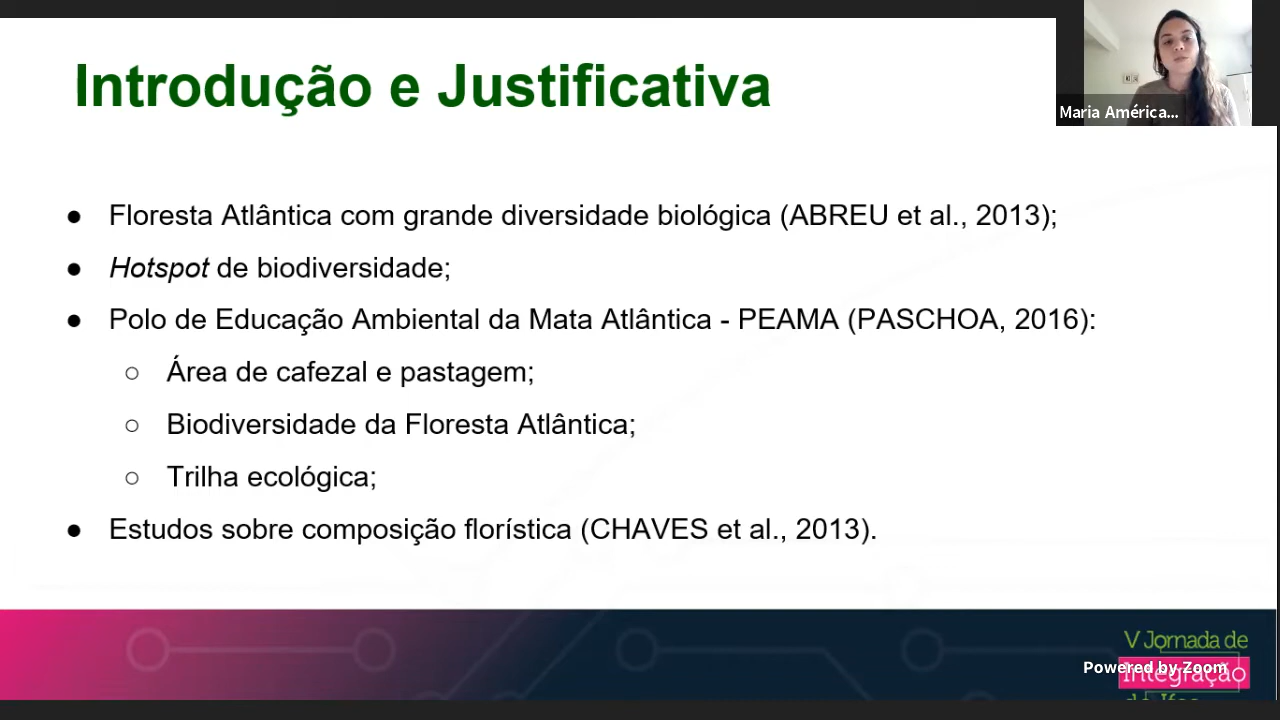 Introdução e Justificativa
Maria América...
● Floresta Atlântica com grande diversidade biológica (ABREU et al., 2013);
● Hotspot de biodiversidade;
● Polo de Educação Ambiental da Mata Atlântica - PEAMA (PASCHOA, 2016):
○ Área de cafezal e pastagem;
○ Biodiversidade da Floresta Atlântica;
○ Trilha ecológica;
● Estudos sobre composição florística (CHAVES et al., 2013).
V Jornada de
Powered by Zoom
Integração